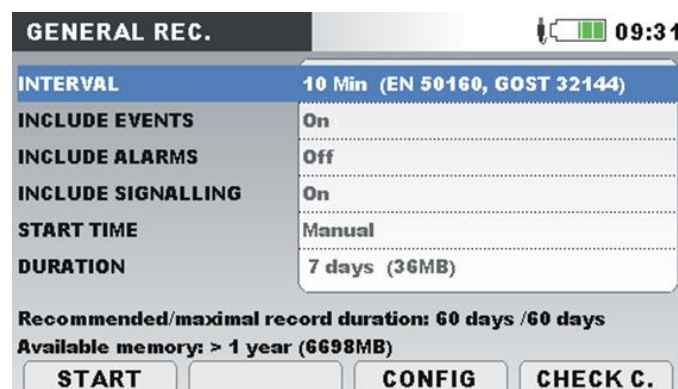 GENERAL REC. 09:31
INTERVAL 10 Min (EN 50160, GOST 32144)
INCLUDE EVENTS On
INCLUDE ALARMS Off
INCLUDE SIGNALLING On
START TIME Manual
DURATION 7 days (36MB)
Recommended/maximal record duration: 60 days /60 days
Available memory: > 1 year (6698MB)
START CONFIG CHECK C.